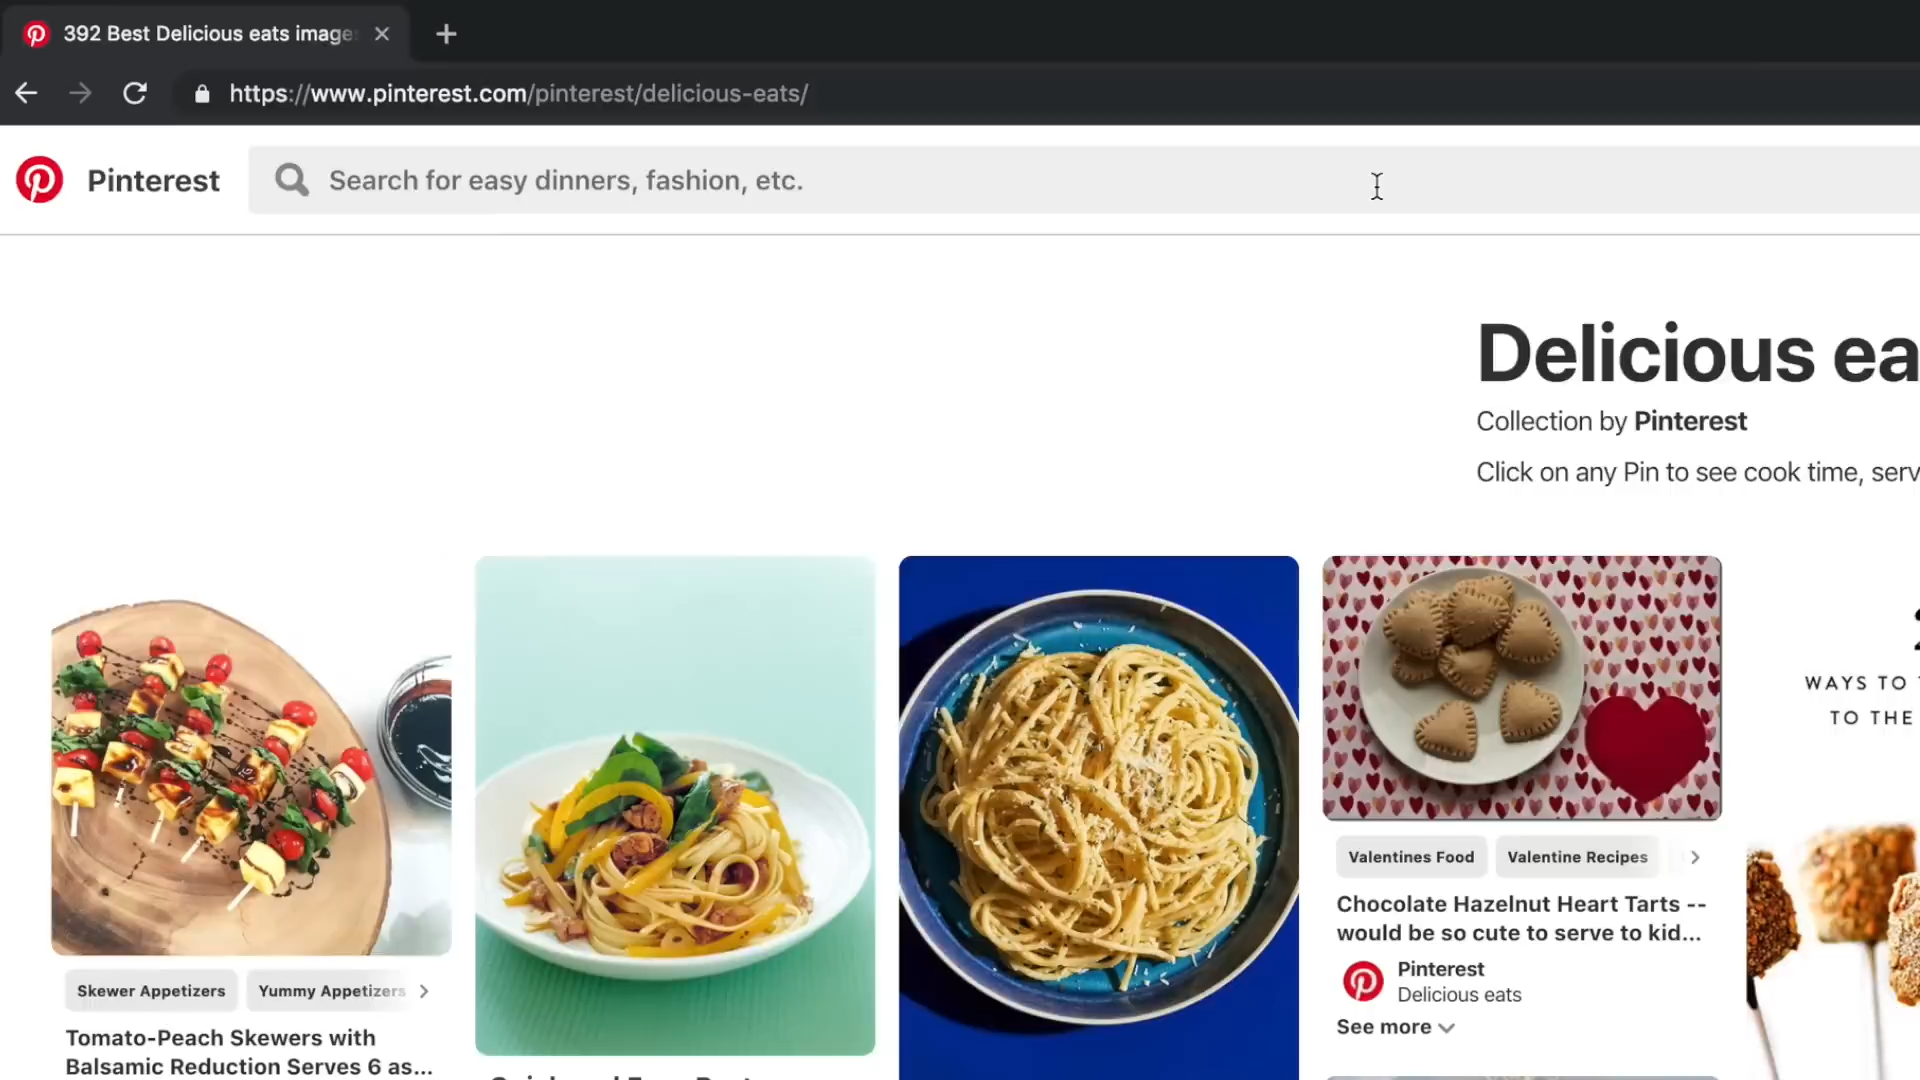 392 Best Delicious eats image
https://www.pinterest.com/pinterest/delicious-eats/
Pinterest
Search for easy dinners, fashion, etc.
Delicious ea
Collection by Pinterest
Click on any Pin to see cook time, serv
Skewer Appetizers
Yummy Appetizers
Tomato-Peach Skewers with
Balsamic Reduction Serves 6 as...
Valentines Food
Valentine Recipes
Chocolate Hazelnut Heart Tarts --
would be so cute to serve to kid...
Pinterest
Delicious eats
See more
WAYS TO
TO THE